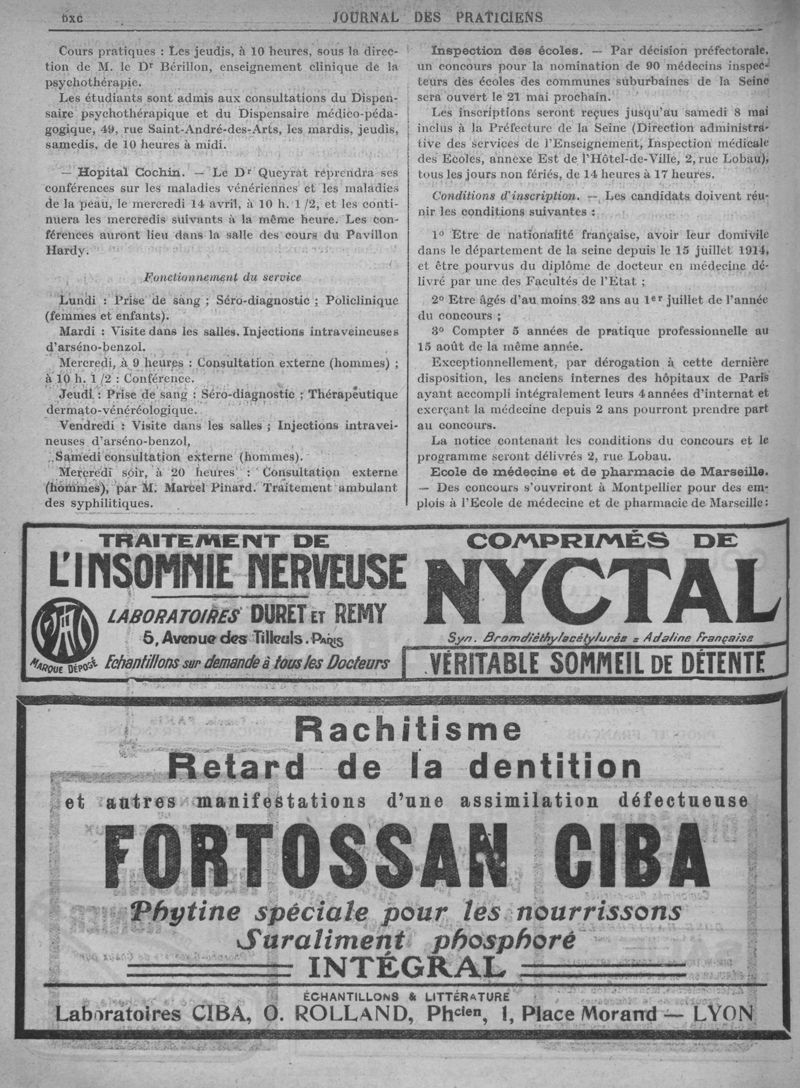 DXC
JOURNAL DES PRATICIENS
Cours pratiques : Les jeudis, à 10 heures, sous la direc-
tion de M. le Dr Bérillon, enseignement clinique de la
psychothérapie.
Les étudiants sont admis aux consultations du Dispen-
saire psychothérapique et du Dispensaire médico-péda-
gogique, 49, rue Saint-André-des-Arts, les mardis, jeudis,
samedis, de 10 heures à midi.
— Hopital Cochin. — Le Dr Queyrat reprendra ses
conférences sur les maladies vénériennes et les maladies
de la peau, le mercredi 14 avril, à 10 h. 1/2, et les conti-
nuera les mercredis suivants à la même heure. Les con-
férences auront lieu dans la salle des cours du Pavillon
Hardy.
Fonctionnement du service
Lundi : Prise de sang ; Séro-diagnostic ; Policlinique
(femmes et enfants).
Mardi : Visite dans les salles. Injections intraveineuses
d'arséno-benzol.
Mercredi, à 9 heures : Consultation externe (hommes) ;
à 10 h. 1/2 : Conférence.
Jeudi : Prise de sang : Séro-diagnostic ; Thérapeutique
dermato-vénéréologique.
Vendredi : Visite dans les salles ; Injections intravei-
neuses d'arséno-benzol,
Samedi consultation externe (hommes).
Mercredi soir, à 20 heures : Consultation externe
(hommes), par M. Marcel Pinard. Traitement ambulant
des syphilitiques.
Inspection des écoles. — Par décision préfectorale,
un concours pour la nomination de 90 médecins inspec-
teurs des écoles des communes suburbaines de la Seine
sera ouvert le 21 mai prochain.
Les inscriptions seront reçues jusqu'au samedi 8 mai
inclus à la Préfecture de la Seine (Direction administra-
tive des services de l'Enseignement, Inspection médicale
des Ecoles, annexe Est de l'Hôtel-de-Ville, 2, rue Lobau),
tous les jours non fériés, de 14 heures à 17 heures.
Conditions d'inscription. — Les candidats doivent réu-
nir les conditions suivantes :
1º Etre de nationalité française, avoir leur domivile
dans le département de la seine depuis le 15 juillet 1914,
et être pourvus du diplôme de docteur en médecine dé-
livré par une des Facultés de l'Etat ;
2º Etre âgés d'au moins 32 ans au 1er juillet de l'année
du concours ;
3º Compter 5 années de pratique professionnelle au
15 août de la même année.
Exceptionnellement, par dérogation à cette dernière
disposition, les anciens internes des hôpitaux de Paris
ayant accompli intégralement leurs 4 années d'internat et
exerçant la médecine depuis 2 ans pourront prendre part
au concours.
La notice contenant les conditions du concours et le
programme seront délivrés 2, rue Lobau.
Ecole de médecine et de pharmacie de Marseille.
— Des concours s'ouvriront à Montpellier pour des em-
plois à l'Ecole de médecine et de pharmacie de Marseille :
TRAITEMENT DE
L'INSOMNIE NERVEUSE
LABORATOIRES DURET ET REMY
5, Avenue des Tilleuls. PARIS
MARQUE DÉPOSÉ
Echantillons sur demande à tous les Docteurs
COMPRIMÉS DE
NYCTAL
Syn. Bromdiéthylacétylurée = Adaline Française
VÉRITABLE SOMMEIL DE DÉTENTE
Rachitisme
Retard de la dentition
et autres manifestations d'une assimilation défectueuse
FORTOSSAN CIBA
Phytine spéciale pour les nourrissons
Suraliment phosphoré
INTÉGRAL
ÉCHANTILLONS & LITTÉRATURE
Laboratoires CIBA, O. ROLLAND, Phcien, 1, Place Morand — LYON